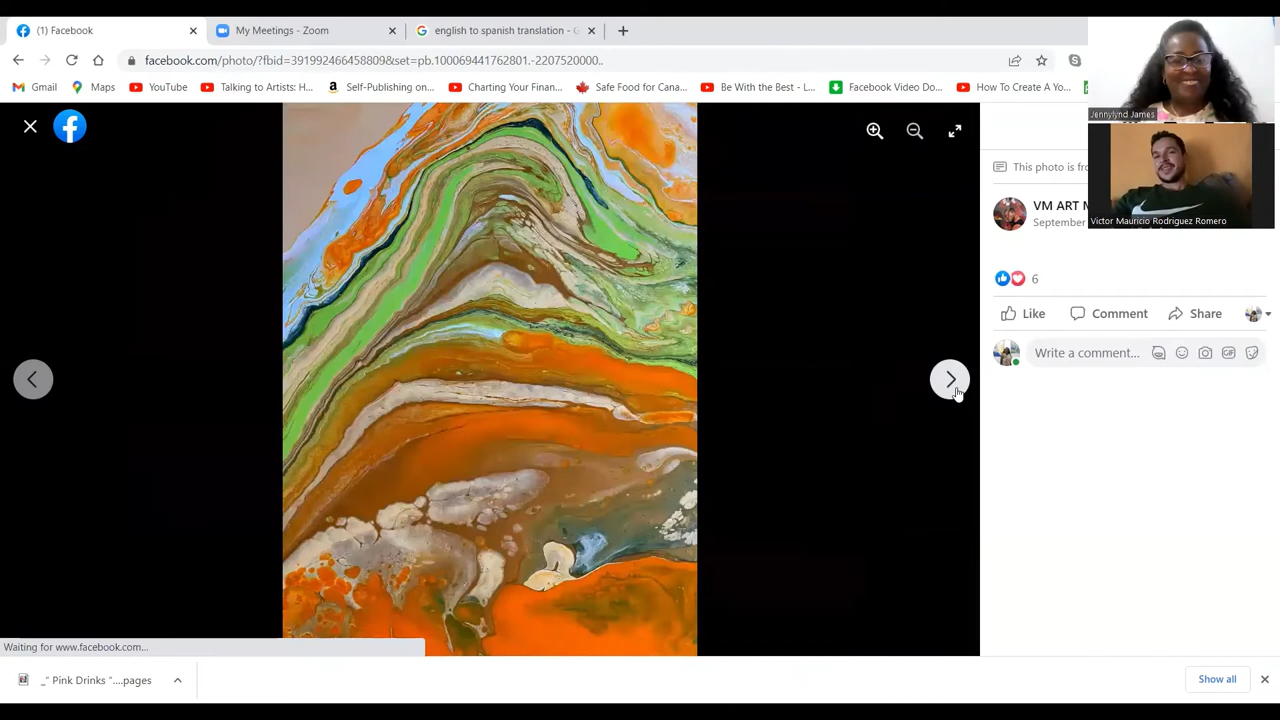 (1) Facebook
My Meetings - Zoom
english to spanish translation - G
facebook.com/photo/?fbid=391992466458809&set=pb.100069441762801.-2207520000..
Gmail
Maps
YouTube
Talking to Artists: H...
Self-Publishing on...
Charting Your Finan...
Safe Food for Cana...
Be With the Best - L...
Facebook Video Do...
How To Create A Yo...
Jennylynd James
This photo is fr
VM ART M
September
Victor Mauricio Rodriguez Romero
6
Like
Comment
Share
Write a comment...
GIF
Waiting for www.facebook.com...
_" Pink Drinks "....pages
Show all